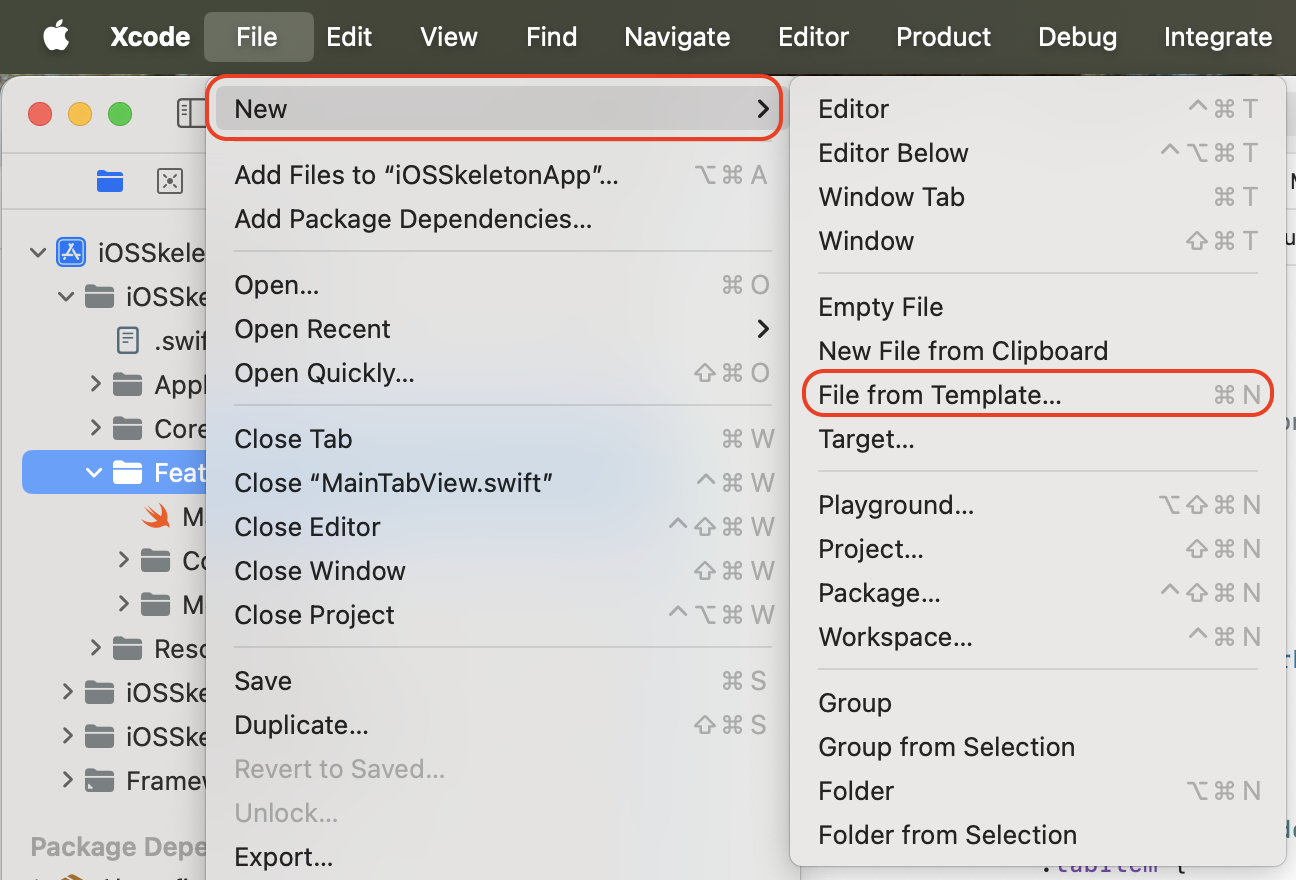 Xcode File Edit View Find Navigate Editor Product Debug Integrate
New
Add Files to “iOSSkeletonApp”... ⌥⌘A
Add Package Dependencies...
Open... ⌘O
Open Recent
Open Quickly... ⇧⌘O
Close Tab ⌘W
Close “MainTabView.swift” ^⌘W
Close Editor ^⇧⌘W
Close Window ⇧⌘W
Close Project ^⌥⌘W
Save ⌘S
Duplicate... ⇧⌘S
Revert to Saved...
Unlock...
Export...
Editor ^⌘T
Editor Below ^⌥⌘T
Window Tab ⌘T
Window ⇧⌘T
Empty File
New File from Clipboard
File from Template... ⌘N
Target...
Playground... ⌥⇧⌘N
Project... ⇧⌘N
Package... ^⇧⌘N
Workspace... ^⌘N
Group
Group from Selection
Folder ⌥⌘N
Folder from Selection
iOSSkele
iOSSke
.swif
Appl
Core
Feat
M
Co
M
Reso
iOSSke
iOSSke
Framew
Package Depe
.tabItem {